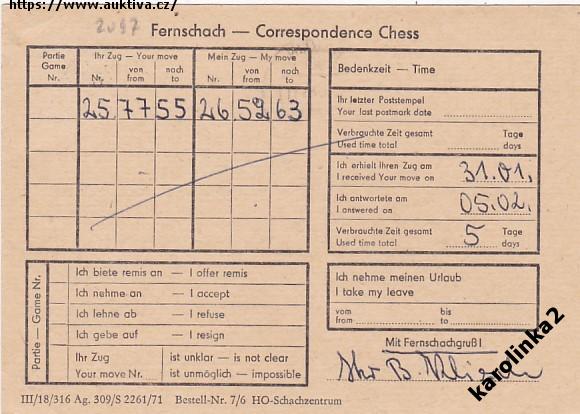 https://www.auktiva.cz/
2097
Fernschach — Correspondence Chess
Partie Game Nr.
Ihr Zug — Your move
Nr. von from nach to
Mein Zug — My move
Nr. von from nach to
25 77 55 26 52 63
Bedenkzeit — Time
Ihr letzter Poststempel
Your last postmark date
Verbrauchte Zeit gesamt Tage
Used time total days
Ich erhielt Ihren Zug am
I received Your move on 31.01.
Ich antwortete am
I answered on 05.02.
Verbrauchte Zeit gesamt Tage
Used time total 5 days
Partie — Game Nr.
Ich biete remis an — I offer remis
Ich nehme an — I accept
Ich lehne ab — I refuse
Ich gebe auf — I resign
Ihr Zug ist unklar — is not clear
Your move Nr. ist unmöglich — impossible
Ich nehme meinen Urlaub
I take my leave
vom bis
from to
Mit Fernschachgruß!
Ihr B.
karolinka2
III/18/316 Ag. 309/S 2261/71 Bestell-Nr. 7/6 HO-Schachzentrum